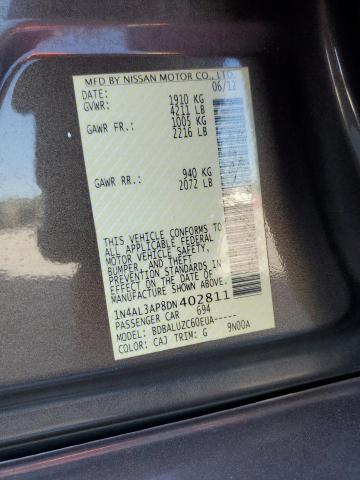 MFD BY NISSAN MOTOR CO., LTD.
DATE: 06/12
GVWR: 1910 KG
4211 LB
GAWR FR.: 1005 KG
2216 LB
GAWR RR.: 940 KG
2072 LB
THIS VEHICLE CONFORMS TO
ALL APPLICABLE FEDERAL
MOTOR VEHICLE SAFETY,
BUMPER, AND THEFT
PREVENTION STANDARDS IN
EFFECT ON THE DATE OF
MANUFACTURE SHOWN ABOVE.
1N4AL3AP8DN402811
PASSENGER CAR 694
MODEL: BDBALUZC60EUA-----
COLOR: CAJ TRIM: G 9N00A